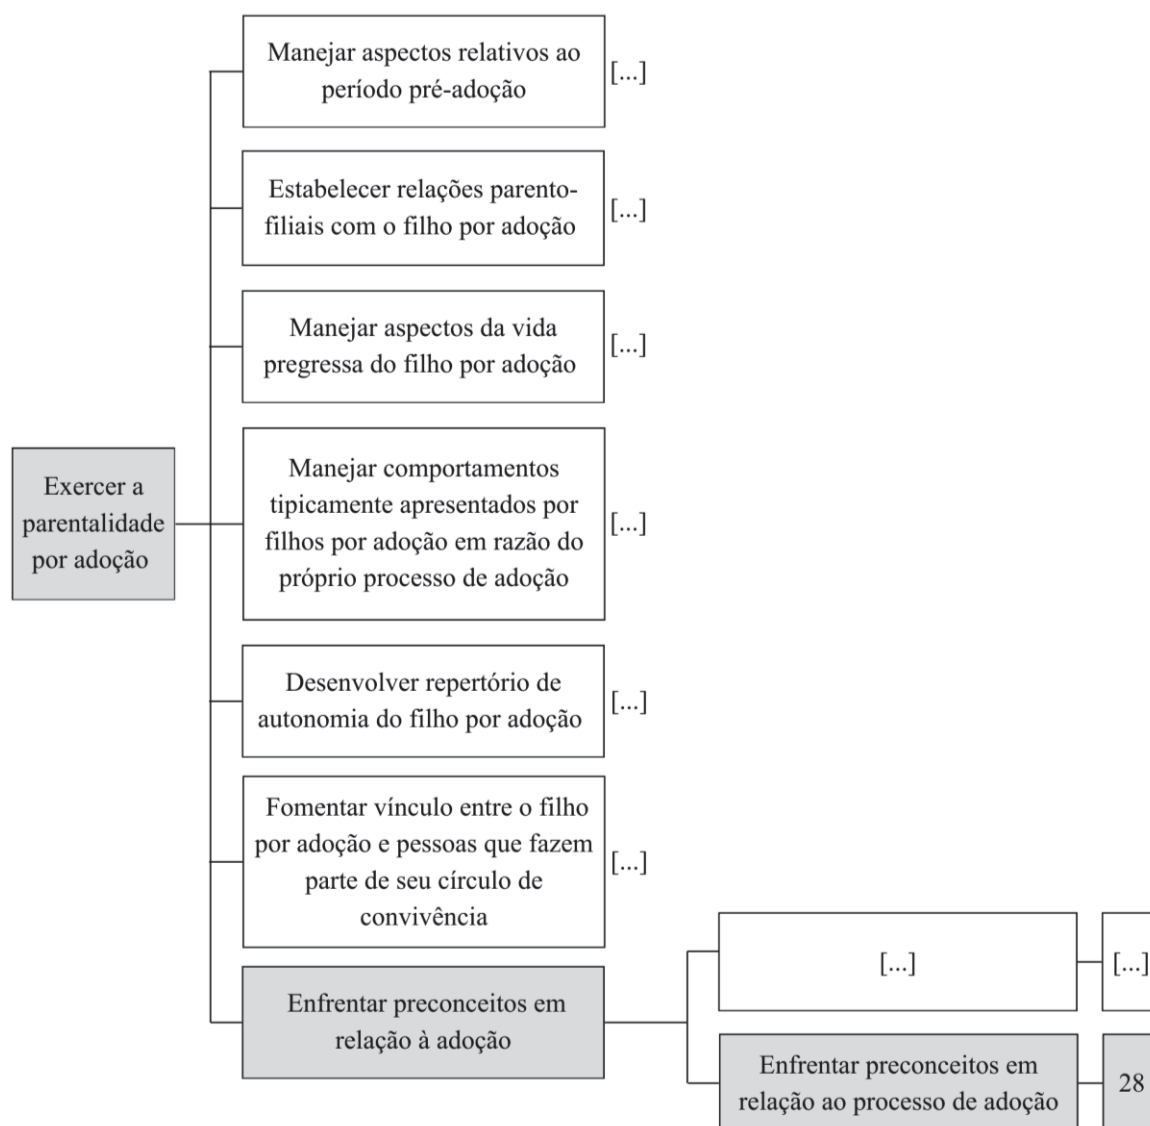 Manejar aspectos relativos ao
período pré-adoção
[...]
Estabelecer relações parento-
filiais com o filho por adoção
[...]
Manejar aspectos da vida
pregressa do filho por adoção
[...]
Exercer a
parentalidade
por adoção
Manejar comportamentos
tipicamente apresentados por
filhos por adoção em razão do
próprio processo de adoção
[...]
Desenvolver repertório de
autonomia do filho por adoção
[...]
Fomentar vínculo entre o filho
por adoção e pessoas que fazem
parte de seu círculo de
convivência
[...]
Enfrentar preconceitos em
relação à adoção
[...]
[...]
Enfrentar preconceitos em
relação ao processo de adoção
28